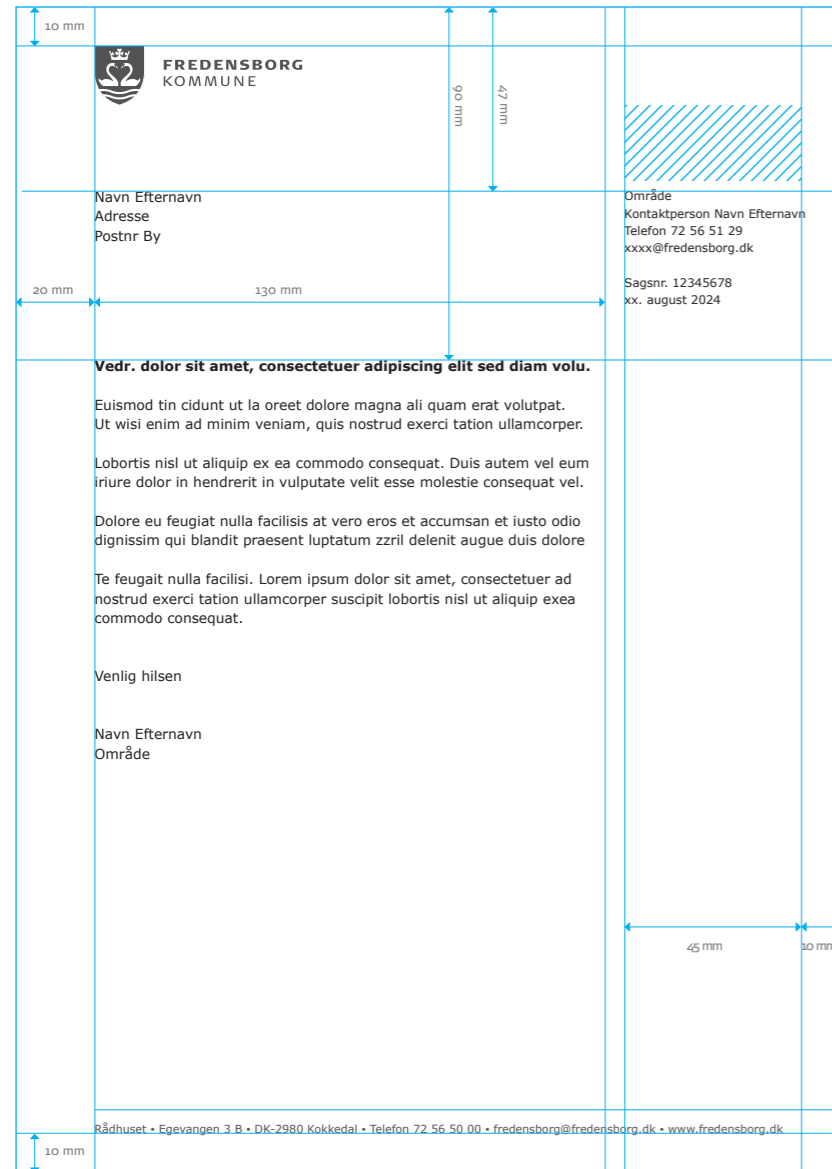 10 mm
FREDENSBORG
KOMMUNE
90 mm
47 mm
Navn Efternavn
Adresse
Postnr By
Område
Kontaktperson Navn Efternavn
Telefon 72 56 51 29
xxxx@fredensborg.dk
Sagsnr. 12345678
xx. august 2024
20 mm
130 mm
Vedr. dolor sit amet, consectetuer adipiscing elit sed diam volu.
Euismod tin cidunt ut la oreet dolore magna ali quam erat volutpat.
Ut wisi enim ad minim veniam, quis nostrud exerci tation ullamcorper.
Lobortis nisl ut aliquip ex ea commodo consequat. Duis autem vel eum
iriure dolor in hendrerit in vulputate velit esse molestie consequat vel.
Dolore eu feugiat nulla facilisis at vero eros et accumsan et iusto odio
dignissim qui blandit praesent luptatum zzril delenit augue duis dolore
Te feugait nulla facilisi. Lorem ipsum dolor sit amet, consectetuer ad
nostrud exerci tation ullamcorper suscipit lobortis nisl ut aliquip exea
commodo consequat.
Venlig hilsen
Navn Efternavn
Område
45 mm
10 mm
Rådhuset • Egevangen 3 B • DK-2980 Kokkedal • Telefon 72 56 50 00 • fredensborg@fredensborg.dk • www.fredensborg.dk
10 mm